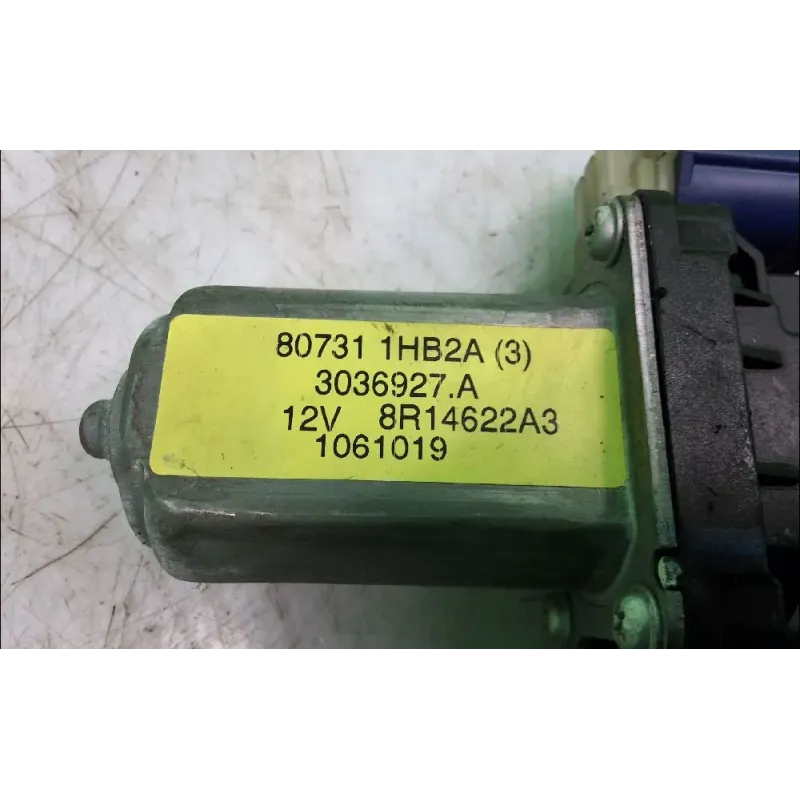 80731 1HB2A (3)
3036927.A
12V 8R14622A3
1061019